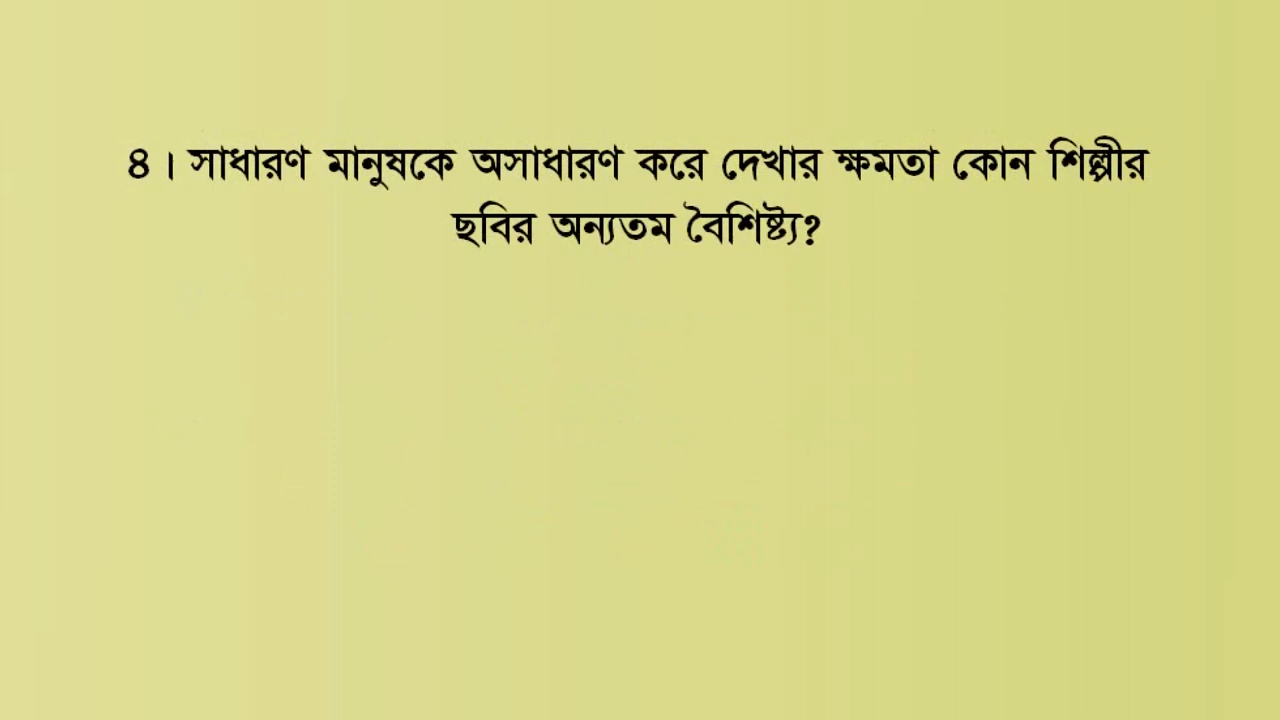 ৪। সাধারণ মানুষকে অসাধারণ করে দেখার ক্ষমতা কোন শিল্পীর
ছবির অন্যতম বৈশিষ্ট্য?